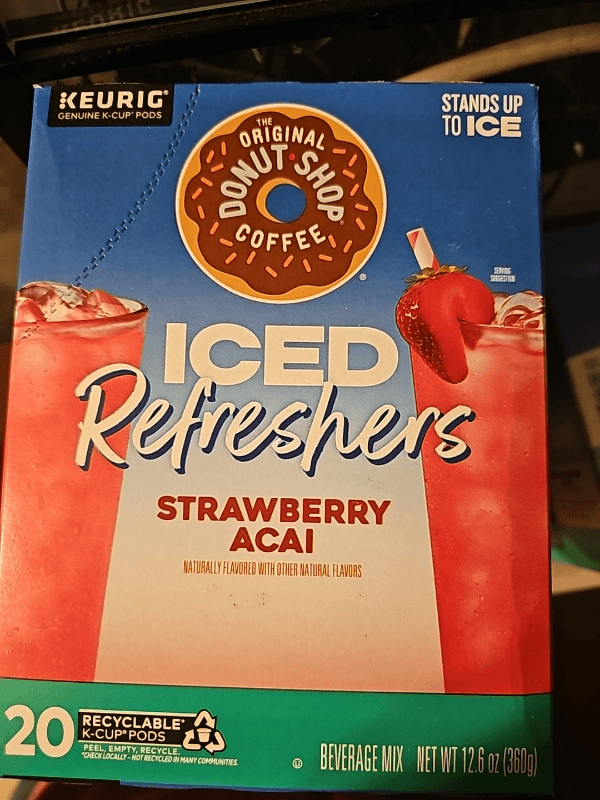 KEURIG®
GENUINE K-CUP® PODS
STANDS UP
TO ICE
THE
ORIGINAL
DONUT SHOP
COFFEE
®
SERVING
SUGGESTION
ICED
Refreshers
STRAWBERRY
ACAI
NATURALLY FLAVORED WITH OTHER NATURAL FLAVORS
20
RECYCLABLE*
K-CUP® PODS
PEEL, EMPTY, RECYCLE.
*CHECK LOCALLY - NOT RECYCLED IN MANY COMMUNITIES.
BEVERAGE MIX NET WT 12.6 oz (360g)